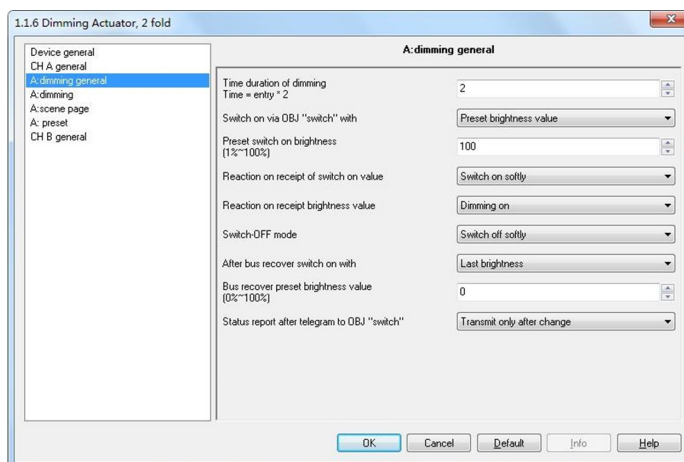 1.1.6 Dimming Actuator, 2 fold
Device general
CH A general
A:dimming general
A:dimming
A:scene page
A: preset
CH B general
A:dimming general
Time duration of dimming
Time = entry * 2
2
Switch on via OBJ "switch" with
Preset brightness value
Preset switch on brightness
(1%~100%)
100
Reaction on receipt of switch on value
Switch on softly
Reaction on receipt brightness value
Dimming on
Switch-OFF mode
Switch off softly
After bus recover switch on with
Last brightness
Bus recover preset brightness value
(0%~100%)
0
Status report after telegram to OBJ "switch"
Transmit only after change
OK
Cancel
Default
Info
Help